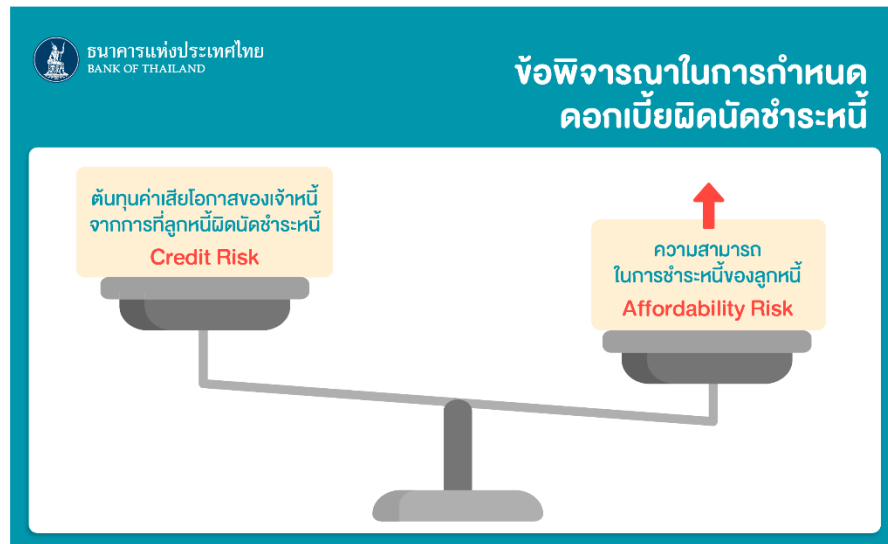 ธนาคารแห่งประเทศไทย
BANK OF THAILAND
ข้อพิจารณาในการกำหนด
ดอกเบี้ยผิดนัดชำระหนี้
ต้นทุนค่าเสียโอกาสของเจ้าหนี้
จากการที่ลูกหนี้ผิดนัดชำระหนี้
Credit Risk
ความสามารถ
ในการชำระหนี้ของลูกหนี้
Affordability Risk